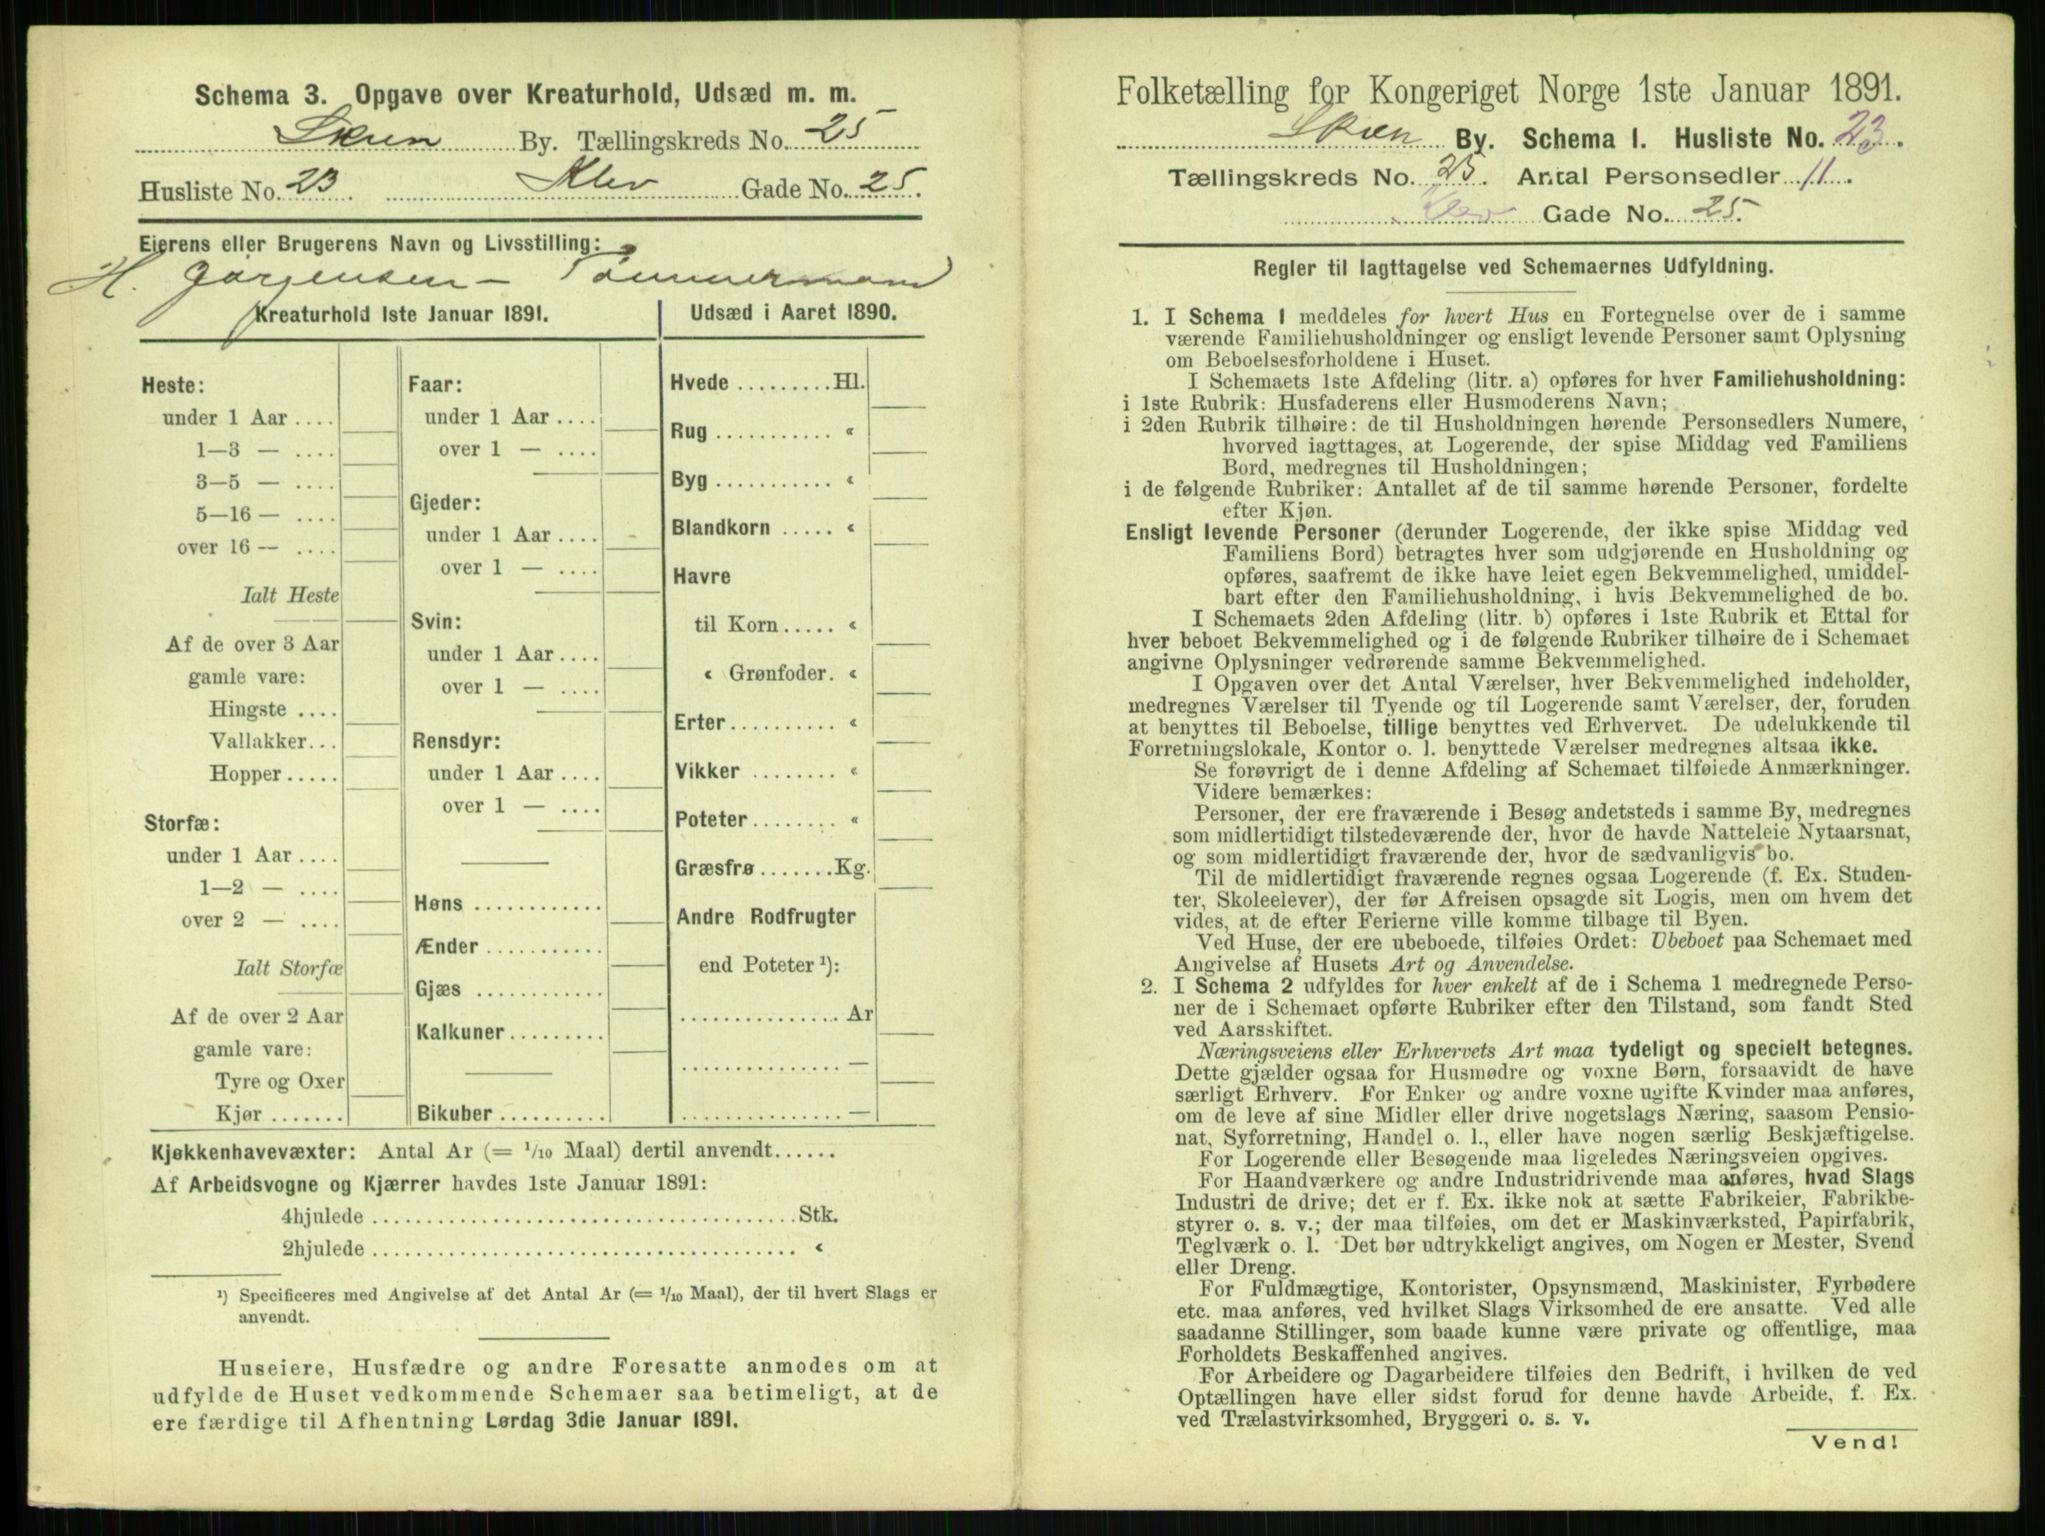 Schema 3. Opgave over Kreaturhold, Udsæd m. m.
Skien By. Tællingskreds No. 25
Husliste No. 23. Klev Gade No. 25.
Eierens eller Brugerens Navn og Livsstilling:
H. Jørgensen - Tømmermand
Kreaturhold 1ste Januar 1891.
Heste:
under 1 Aar ....
1—3 — ....
3—5 — ....
5—16 — ....
over 16 — ....
Ialt Heste
Af de over 3 Aar
gamle vare:
Hingste ....
Vallakker...
Hopper.....
Storfæ:
under 1 Aar ....
1—2 — ....
over 2 — ....
Ialt Storfæ
Af de over 2 Aar
gamle vare:
Tyre og Oxer
Kjør.......
Faar:
under 1 Aar ....
over 1 — ....
Gjeder:
under 1 Aar ....
over 1 — ....
Svin:
under 1 Aar ....
over 1 — ....
Rensdyr:
under 1 Aar ....
over 1 — ....
Høns ............
Ænder ...........
Gjæs ............
Kalkuner.........
Bikuber..........
Udsæd i Aaret 1890.
Hvede .........Hl.
Rug ........... «
Byg ........... «
Blandkorn ..... «
Havre
til Korn..... «
« Grønfoder. «
Erter.......... «
Vikker ........ «
Poteter........ «
Græsfrø.......Kg.
Andre Rodfrugter
end Poteter ¹):
............... Ar
............... —
............... —
Kjøkkenhavevæxter: Antal Ar (= 1/10 Maal) dertil anvendt......
Af Arbeidsvogne og Kjærrer havdes 1ste Januar 1891:
4hjulede ......................................Stk.
2hjulede ...................................... «
¹) Specificeres med Angivelse af det Antal Ar (= 1/10 Maal), der til hvert Slags er
anvendt.
Huseiere, Husfædre og andre Foresatte anmodes om at
udfylde de Huset vedkommende Schemaer saa betimeligt, at de
ere færdige til Afhentning Lørdag 3die Januar 1891.
Folketælling for Kongeriget Norge 1ste Januar 1891.
Skien By. Schema I. Husliste No. 23.
Tællingskreds No. 25. Antal Personsedler 11.
Klev Gade No. 25.
Regler til Iagttagelse ved Schemaernes Udfyldning.
1. I Schema 1 meddeles for hvert Hus en Fortegnelse over de i samme
værende Familiehusholdninger og ensligt levende Personer samt Oplysning
om Beboelsesforholdene i Huset.
I Schemaets 1ste Afdeling (litr. a) opføres for hver Familiehusholdning:
i 1ste Rubrik: Husfaderens eller Husmoderens Navn;
i 2den Rubrik tilhøire: de til Husholdningen hørende Personsedlers Numere,
hvorved iagttages, at Logerende, der spise Middag ved Familiens
Bord, medregnes til Husholdningen;
i de følgende Rubriker: Antallet af de til samme hørende Personer, fordelte
efter Kjøn.
Ensligt levende Personer (derunder Logerende, der ikke spise Middag ved
Familiens Bord) betragtes hver som udgjørende en Husholdning og
opføres, saafremt de ikke have leiet egen Bekvemmelighed, umiddel-
bart efter den Familiehusholdning, i hvis Bekvemmelighed de bo.
I Schemaets 2den Afdeling (litr. b) opføres i 1ste Rubrik et Ettal for
hver beboet Bekvemmelighed og i de følgende Rubriker tilhøire de i Schemaet
angivne Oplysninger vedrørende samme Bekvemmelighed.
I Opgaven over det Antal Værelser, hver Bekvemmelighed indeholder,
medregnes Værelser til Tyende og til Logerende samt Værelser, der, foruden
at benyttes til Beboelse, tillige benyttes ved Erhvervet. De udelukkende til
Forretningslokale, Kontor o. l. benyttede Værelser medregnes altsaa ikke.
Se forøvrigt de i denne Afdeling af Schemaet tilføiede Anmærkninger.
Videre bemærkes:
Personer, der ere fraværende i Besøg andetsteds i samme By, medregnes
som midlertidigt tilstedeværende der, hvor de havde Natteleie Nytaarsnat,
og som midlertidigt fraværende der, hvor de sædvanligvis bo.
Til de midlertidigt fraværende regnes ogsaa Logerende (f. Ex. Studen-
ter, Skoleelever), der før Afreisen opsagde sit Logis, men om hvem det
vides, at de efter Ferierne ville komme tilbage til Byen.
Ved Huse, der ere ubeboede, tilføies Ordet: Ubeboet paa Schemaet med
Angivelse af Husets Art og Anvendelse.
2. I Schema 2 udfyldes for hver enkelt af de i Schema 1 medregnede Perso-
ner de i Schemaet opførte Rubriker efter den Tilstand, som fandt Sted
ved Aarsskiftet.
Næringsveiens eller Erhvervets Art maa tydeligt og specielt betegnes.
Dette gjælder ogsaa for Husmødre og voxne Børn, forsaavidt de have
særligt Erhverv. For Enker og andre voxne ugifte Kvinder maa anføres,
om de leve af sine Midler eller drive nogetslags Næring, saasom Pensio-
nat, Syforretning, Handel o. l., eller have nogen særlig Beskjæftigelse.
For Logerende eller Besøgende maa ligeledes Næringsveien opgives.
For Haandværkere og andre Industridrivende maa anføres, hvad Slags
Industri de drive; det er f. Ex. ikke nok at sætte Fabrikeier, Fabrikbe-
styrer o. s. v.; der maa tilføies, om det er Maskinværksted, Papirfabrik,
Teglværk o. l. Det bør udtrykkeligt angives, om Nogen er Mester, Svend
eller Dreng.
For Fuldmægtige, Kontorister, Opsynsmænd, Maskinister, Fyrbødere
etc. maa anføres, ved hvilket Slags Virksomhed de ere ansatte. Ved alle
saadanne Stillinger, som baade kunne være private og offentlige, maa
Forholdets Beskaffenhed angives.
For Arbeidere og Dagarbeidere tilføies den Bedrift, i hvilken de ved
Optællingen have eller sidst forud for denne havde Arbeide, f. Ex.
ved Trælastvirksomhed, Bryggeri o. s. v.
Vend!